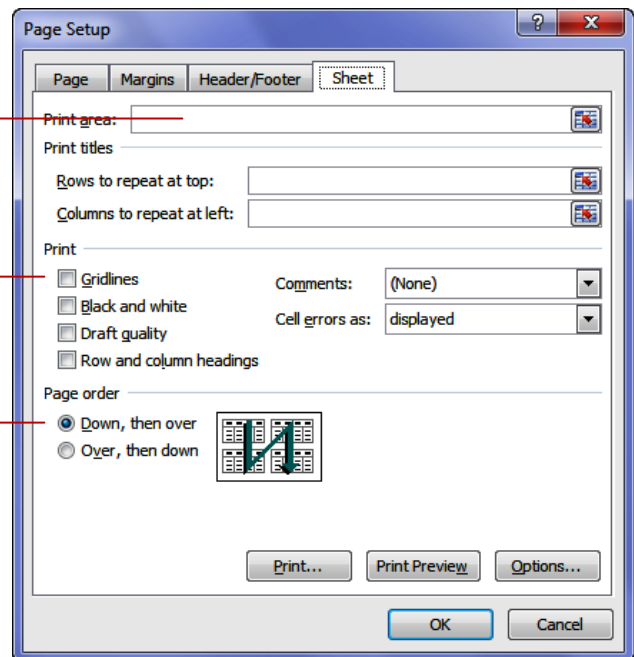 Page Setup
Page Margins Header/Footer Sheet
Print area:
Print titles
Rows to repeat at top:
Columns to repeat at left:
Print
Gridlines Comments: (None)
Black and white Cell errors as: displayed
Draft quality
Row and column headings
Page order
Down, then over
Over, then down
Print... Print Preview Options...
OK Cancel